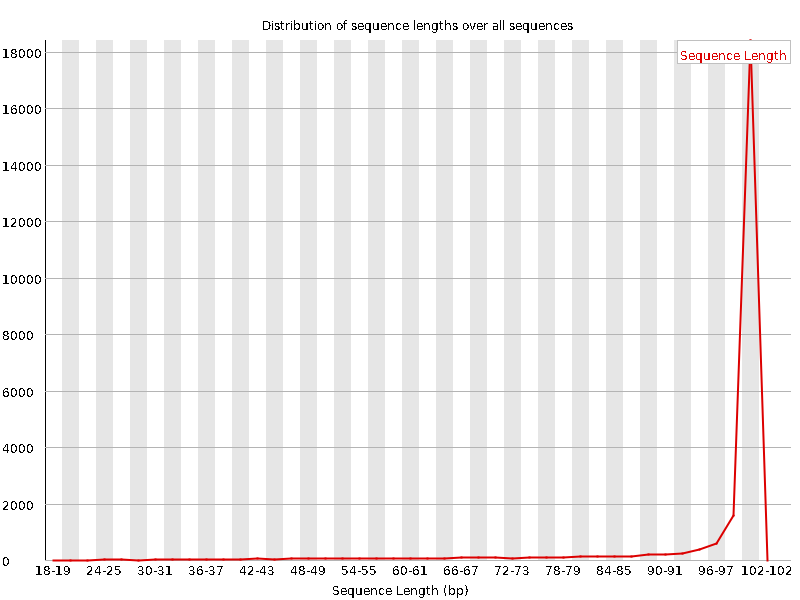 Distribution of sequence lengths over all sequences
Sequence Length
18000
16000
14000
12000
10000
8000
6000
4000
2000
0
18-19 24-25 30-31 36-37 42-43 48-49 54-55 60-61 66-67 72-73 78-79 84-85 90-91 96-97 102-102
Sequence Length (bp)